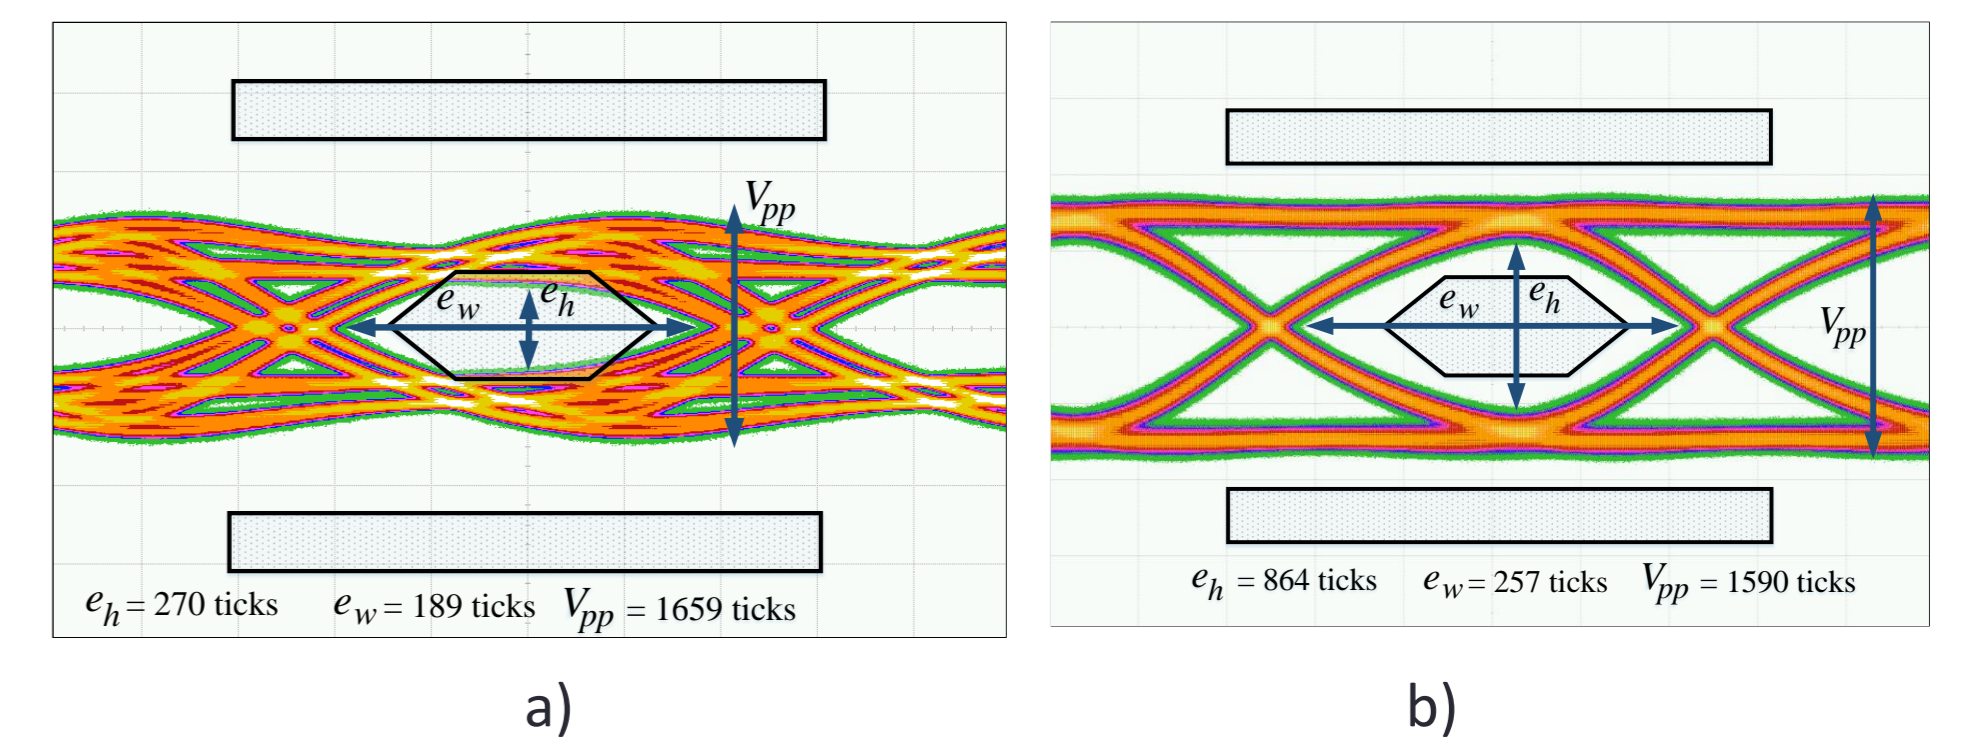 V_pp
e_w e_h
e_h = 270 ticks e_w = 189 ticks V_pp = 1659 ticks
a)
e_w e_h
V_pp
e_h = 864 ticks e_w = 257 ticks V_pp = 1590 ticks
b)